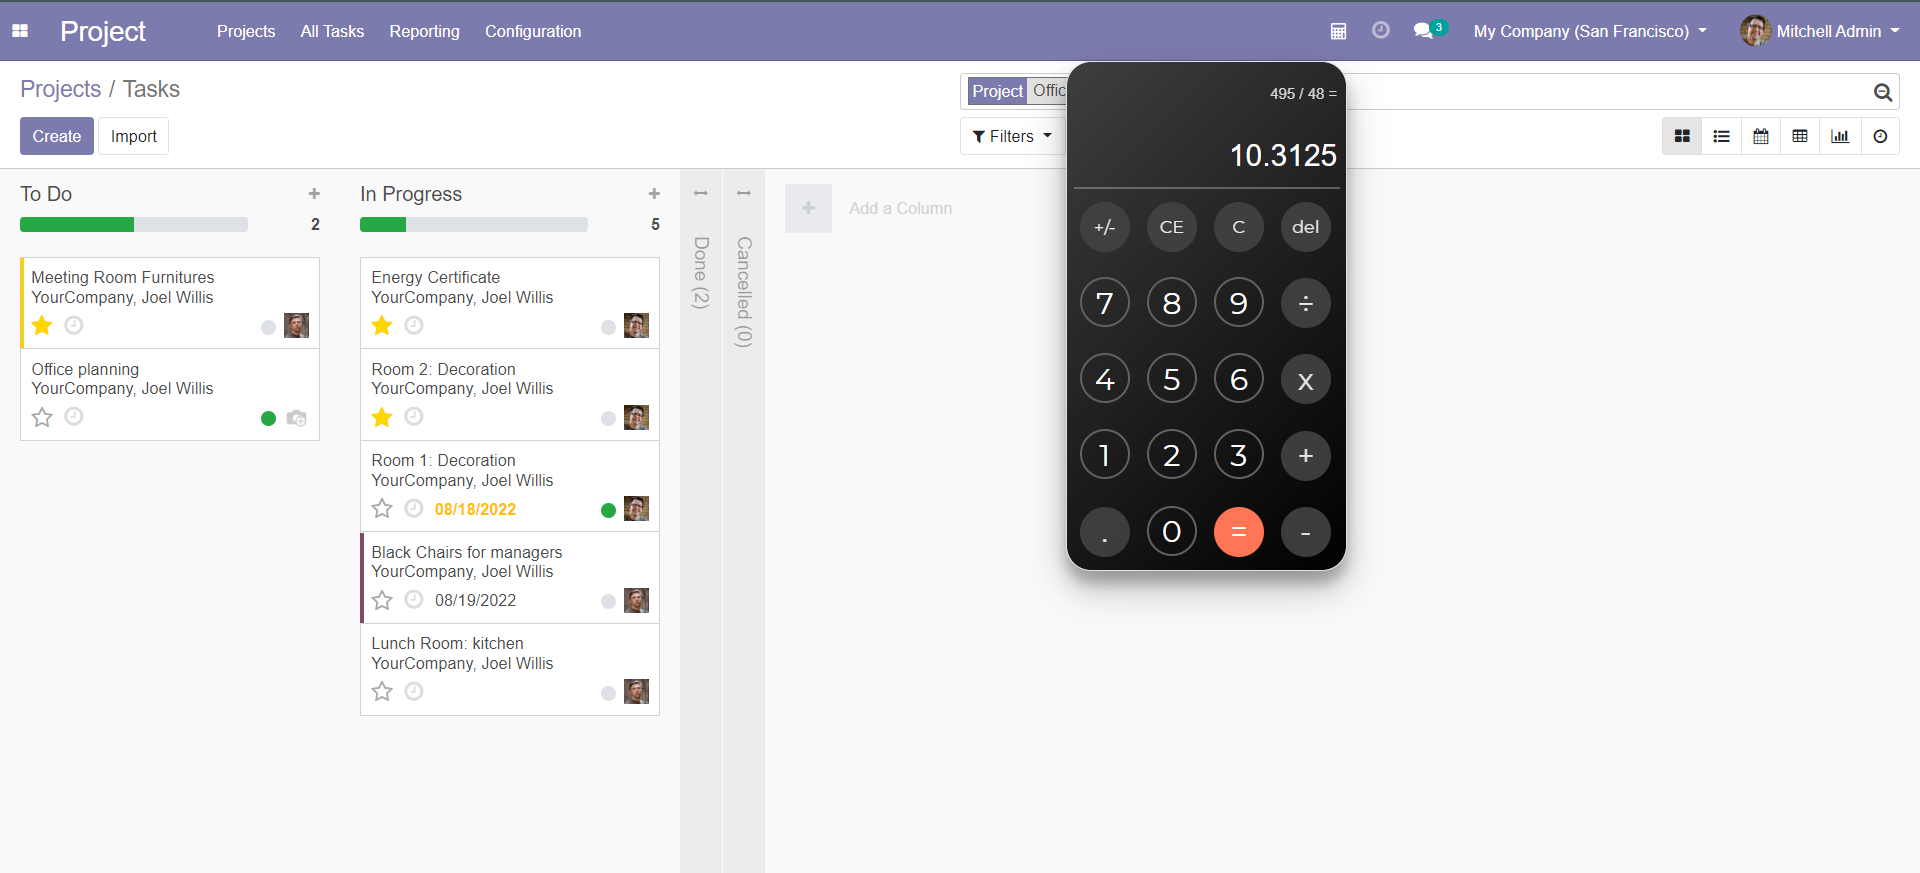 Project
Projects
All Tasks
Reporting
Configuration
3
My Company (San Francisco)
Mitchell Admin
Projects / Tasks
Project
Create
Import
Filters
495 / 48 =
10.3125
+/- CE C del
7 8 9 ÷
4 5 6 x
1 2 3 +
. 0 = -
To Do
2
Meeting Room Furnitures
YourCompany, Joel Willis
Office planning
YourCompany, Joel Willis
In Progress
5
Energy Certificate
YourCompany, Joel Willis
Room 2: Decoration
YourCompany, Joel Willis
Room 1: Decoration
YourCompany, Joel Willis
08/18/2022
Black Chairs for managers
YourCompany, Joel Willis
08/19/2022
Lunch Room: kitchen
YourCompany, Joel Willis
Done (2)
Cancelled (0)
Add a Column